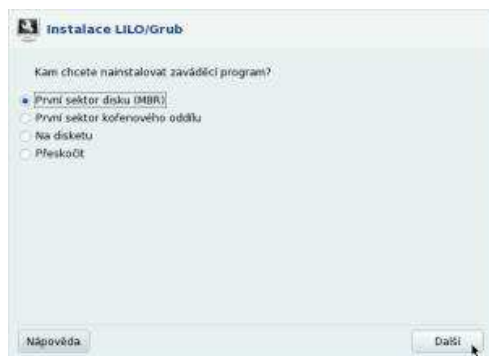 Instalace LILO/Grub
Kam chcete nainstalovat zaváděcí program?
První sektor disku (MBR)
První sektor kořenového oddílu
Na disketu
Přeskočit
Nápověda
Další